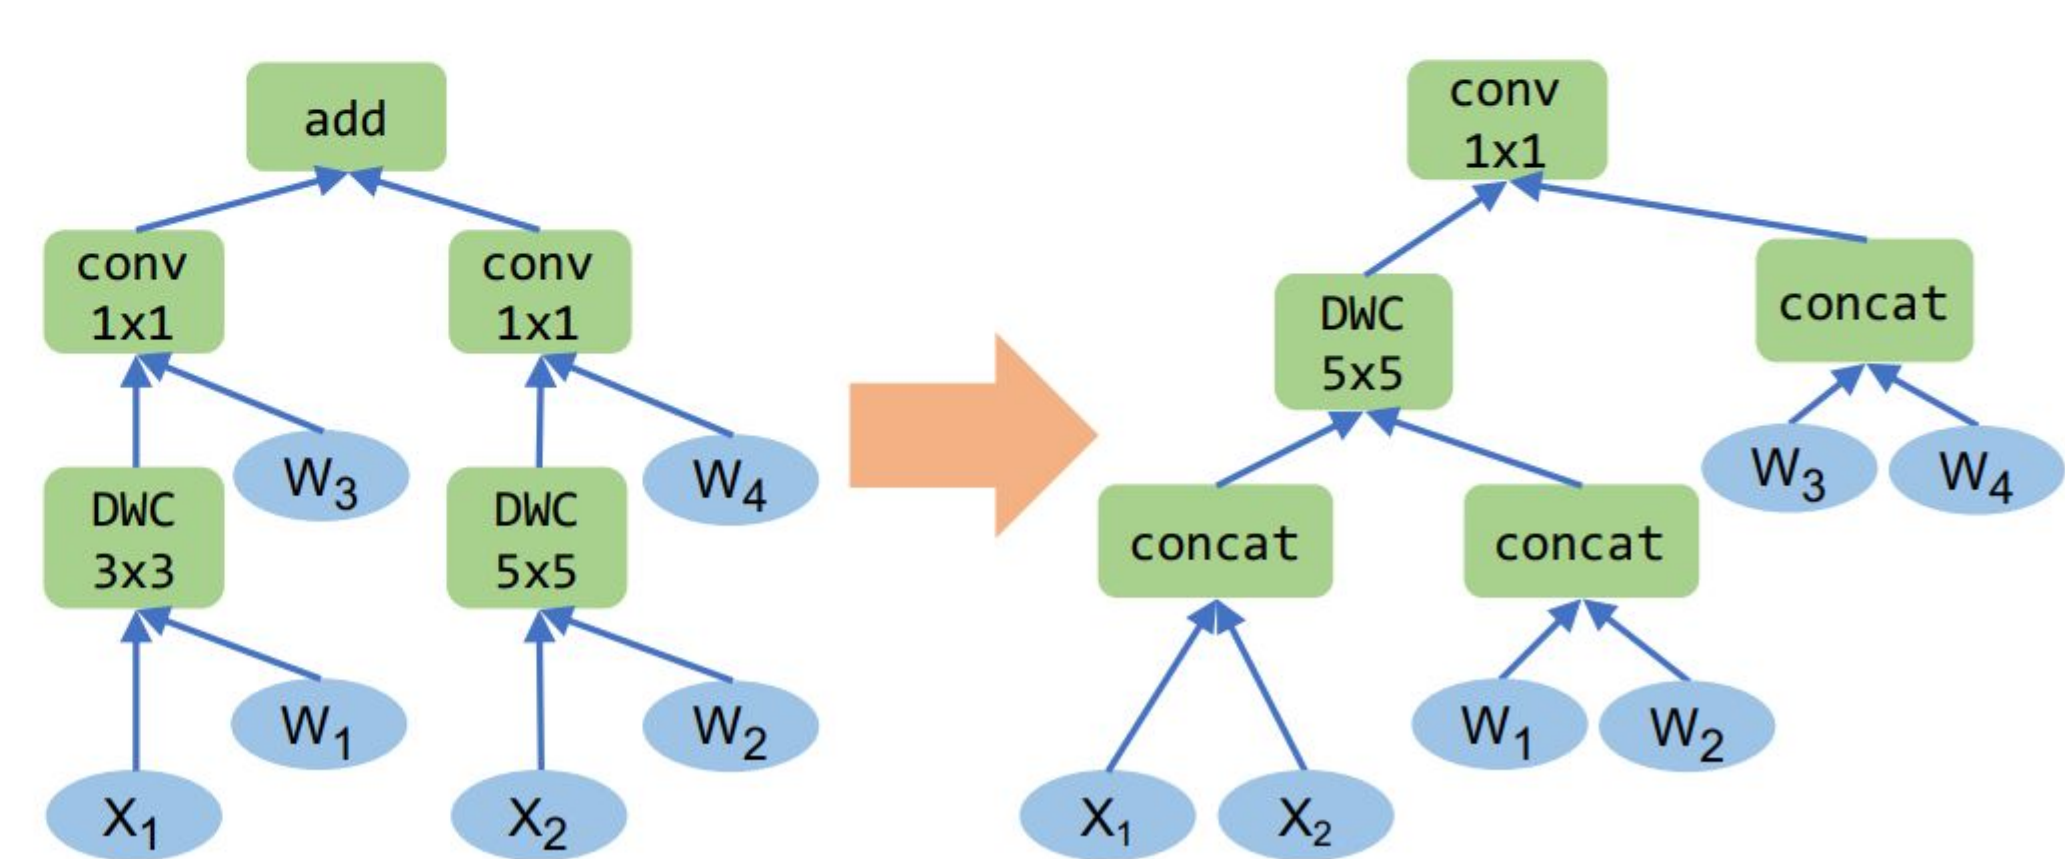 add
conv
1x1
conv
1x1
W3
W4
DWC
3x3
DWC
5x5
W1
W2
X1
X2
conv
1x1
DWC
5x5
concat
W3
W4
concat
concat
W1
W2
X1
X2